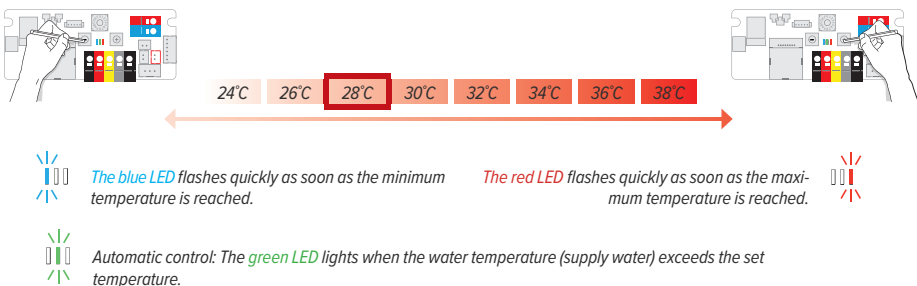 24°C 26°C 28°C 30°C 32°C 34°C 36°C 38°C
The blue LED flashes quickly as soon as the minimum
temperature is reached.
The red LED flashes quickly as soon as the maxi-
mum temperature is reached.
Automatic control: The green LED lights when the water temperature (supply water) exceeds the set
temperature.